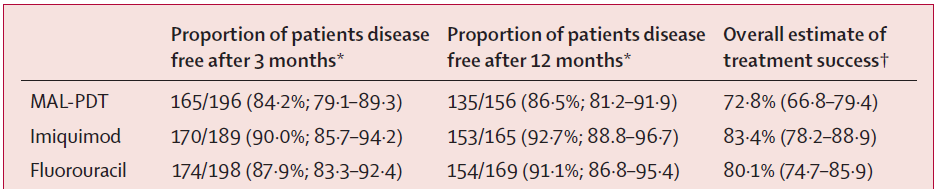 Proportion of patients disease free after 3 months* Proportion of patients disease free after 12 months* Overall estimate of treatment success†
MAL-PDT 165/196 (84·2%; 79·1–89·3) 135/156 (86·5%; 81·2–91·9) 72·8% (66·8–79·4)
Imiquimod 170/189 (90·0%; 85·7–94·2) 153/165 (92·7%; 88·8–96·7) 83·4% (78·2–88·9)
Fluorouracil 174/198 (87·9%; 83·3–92·4) 154/169 (91·1%; 86·8–95·4) 80·1% (74·7–85·9)